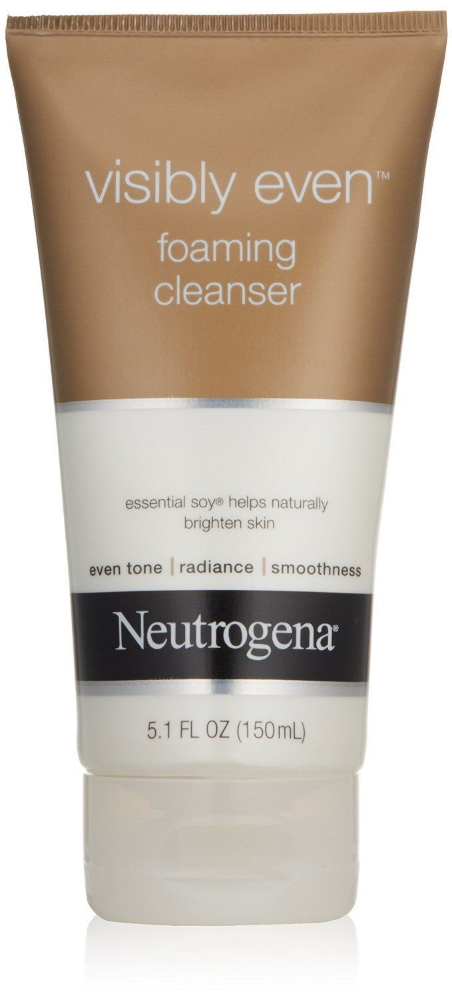 visibly even™
foaming
cleanser
essential soy® helps naturally
brighten skin
even tone | radiance | smoothness
Neutrogena®
5.1 FL OZ (150mL)